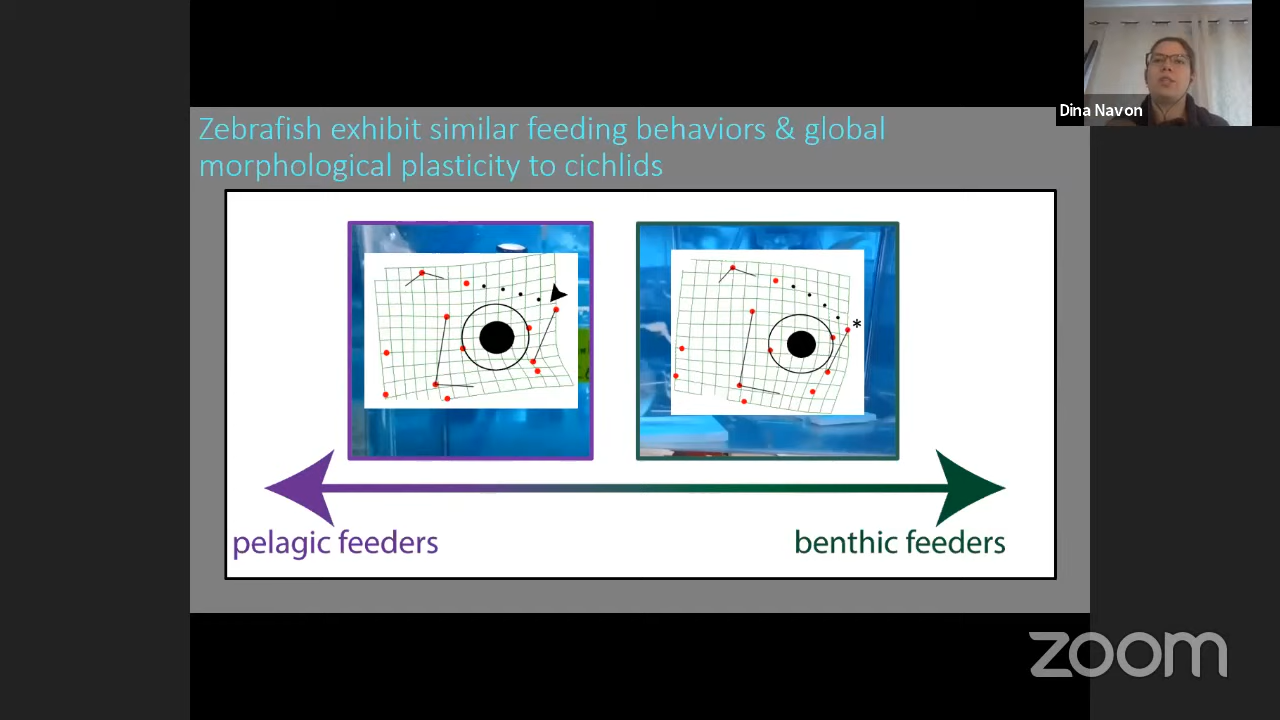 Dina Navon
Zebrafish exhibit similar feeding behaviors & global
morphological plasticity to cichlids
*
pelagic feeders
benthic feeders
zoom